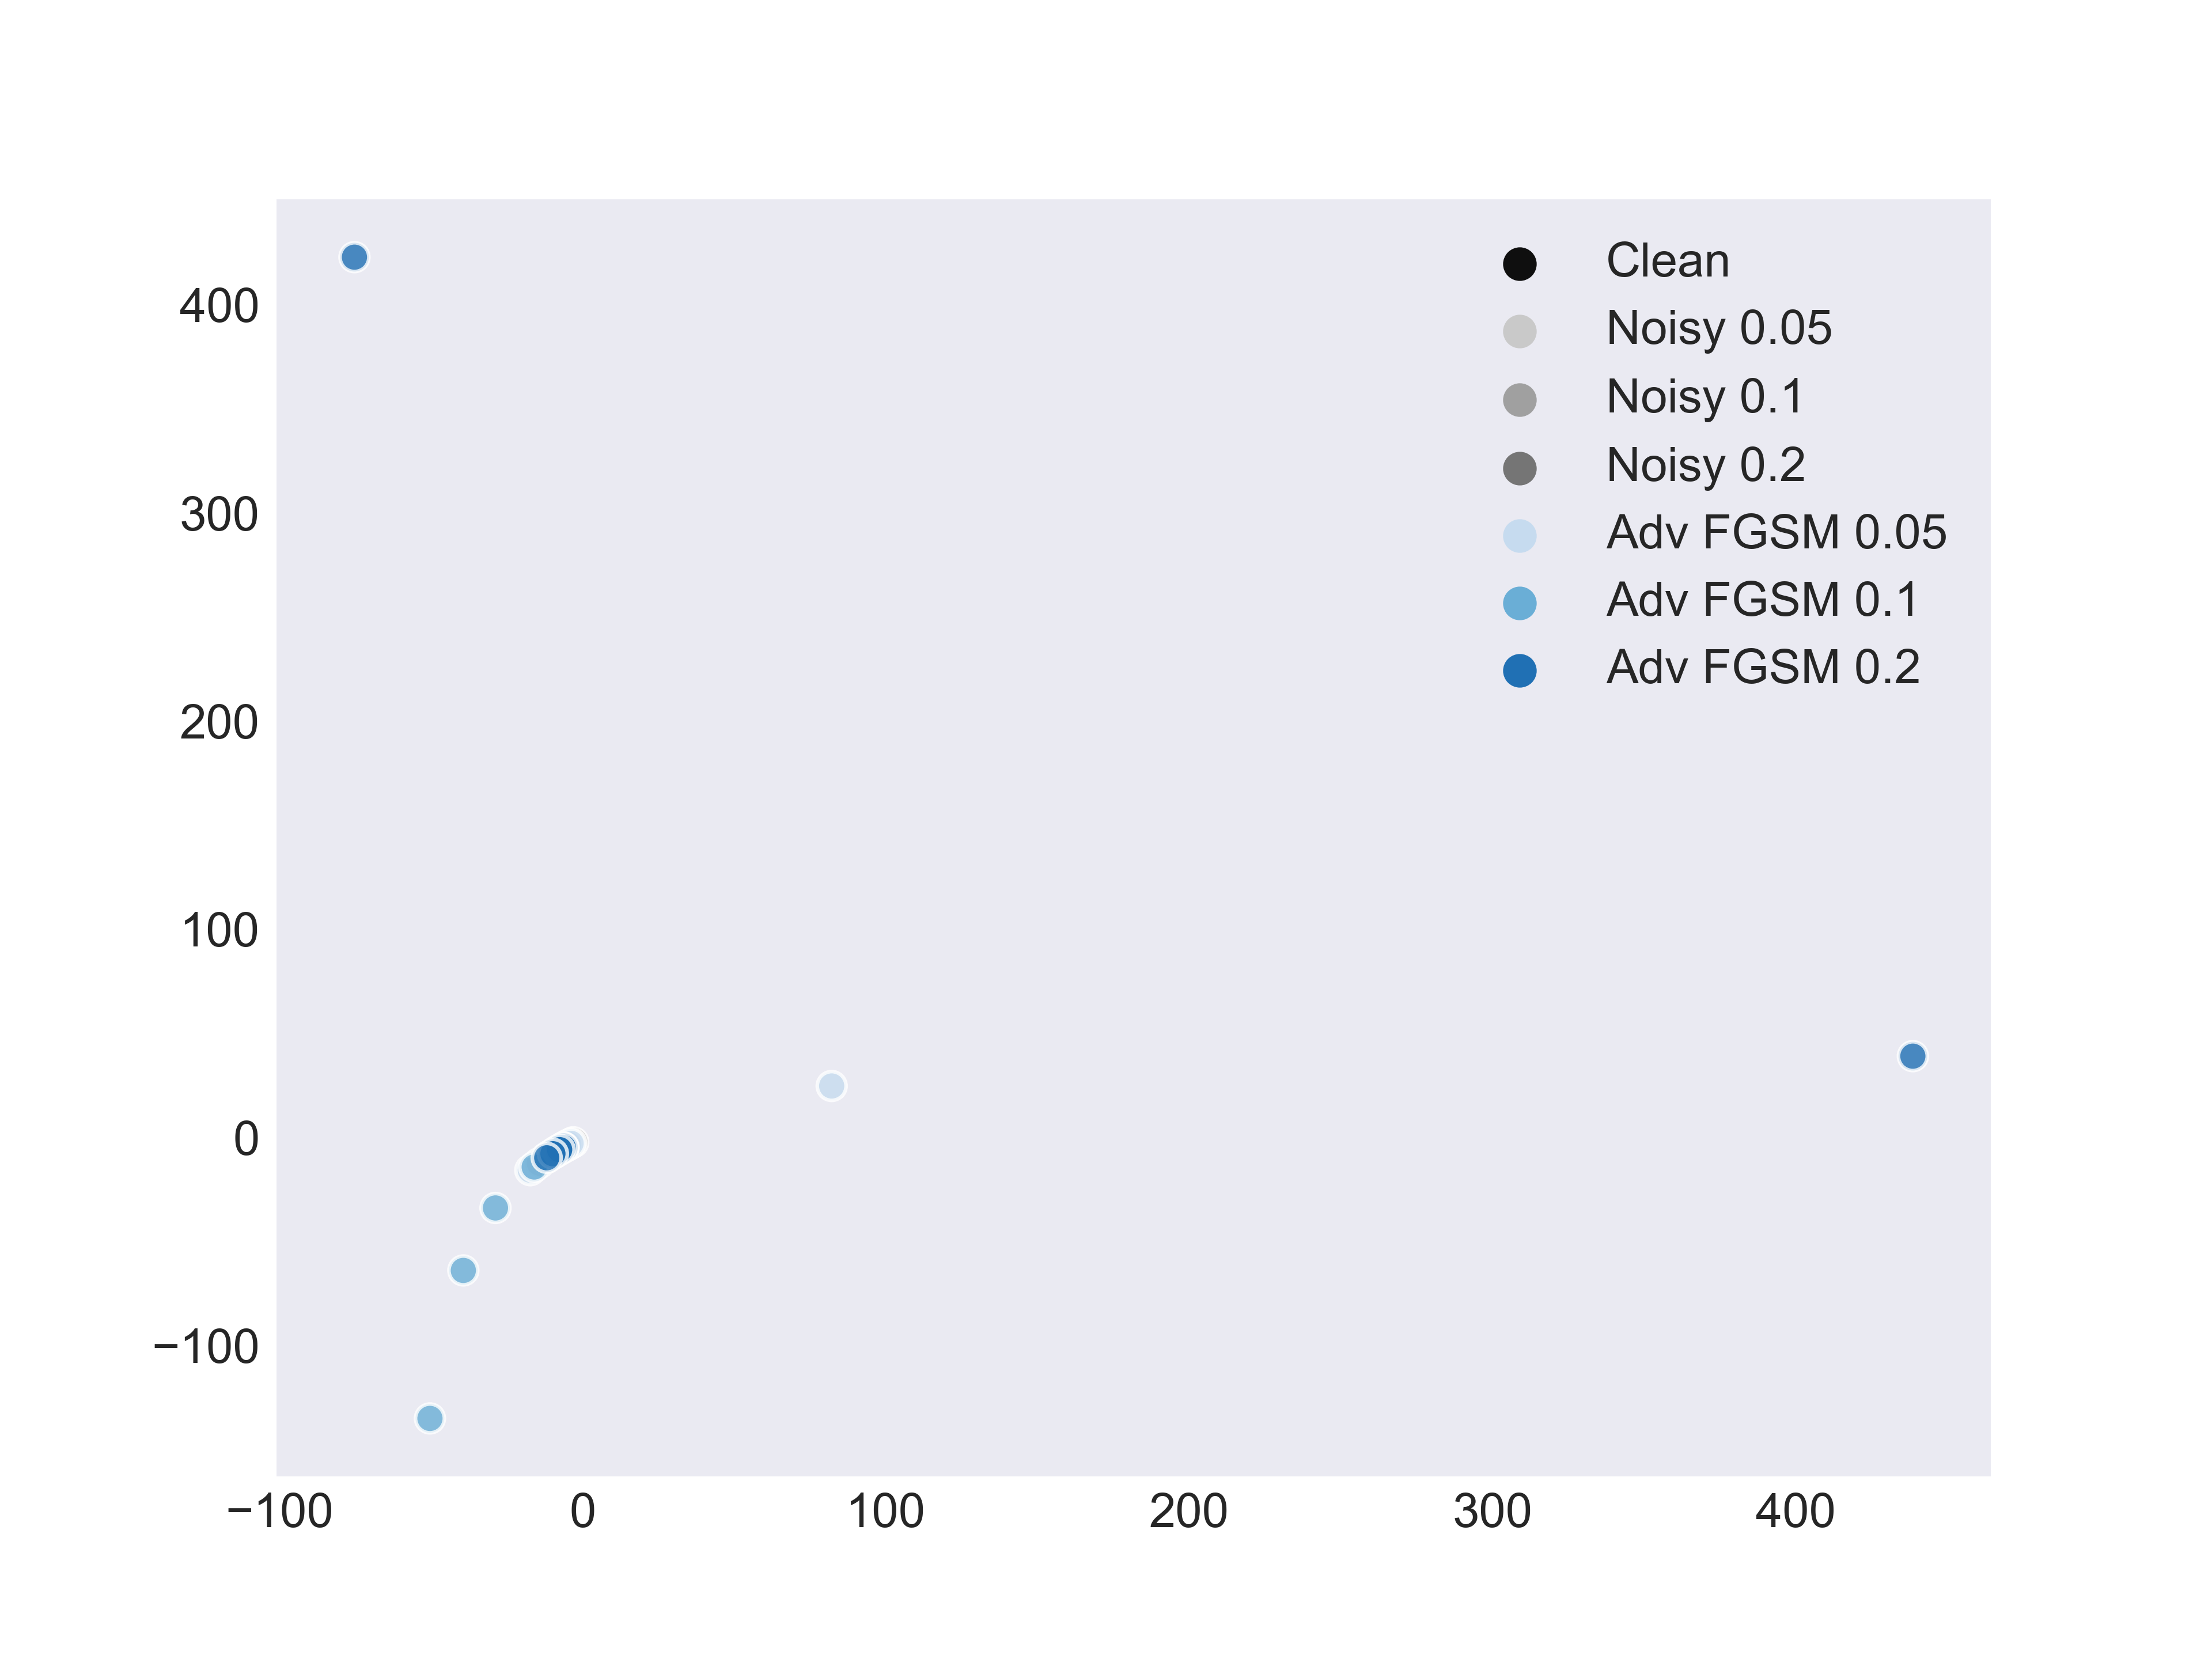 400
300
200
100
0
−100
−100 0 100 200 300 400
Clean
Noisy 0.05
Noisy 0.1
Noisy 0.2
Adv FGSM 0.05
Adv FGSM 0.1
Adv FGSM 0.2